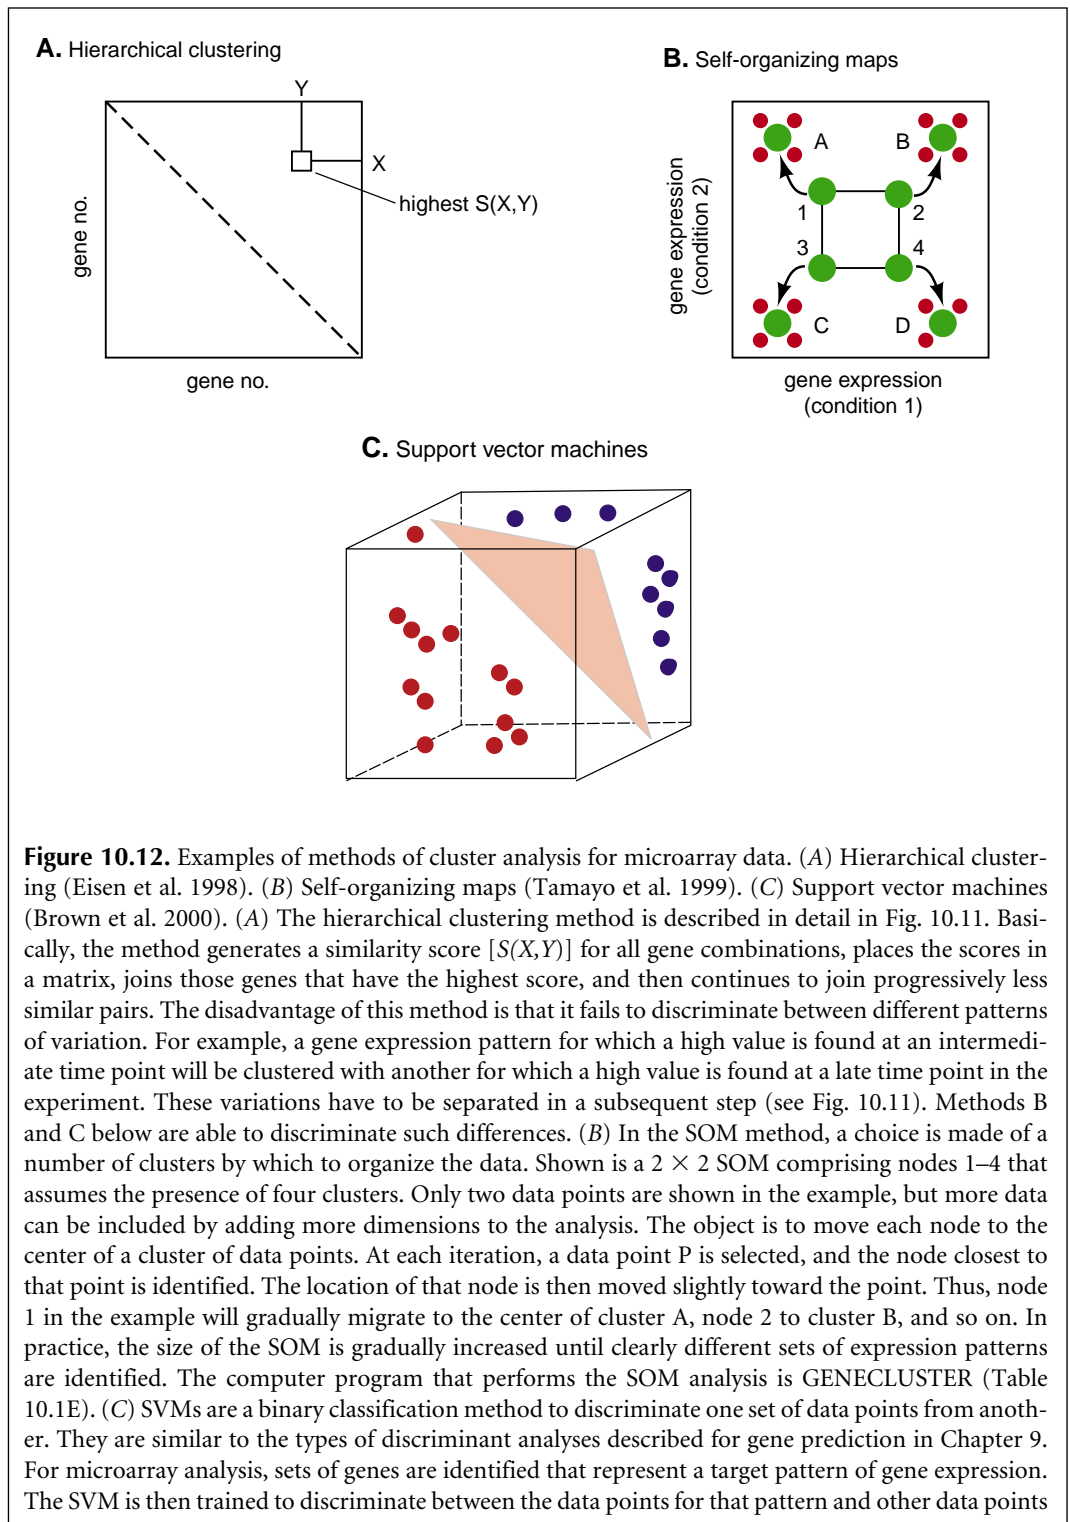 A. Hierarchical clustering
Y
X
highest S(X,Y)
gene no.
gene no.
B. Self-organizing maps
A
B
1
2
3
4
C
D
gene expression
(condition 2)
gene expression
(condition 1)
C. Support vector machines
Figure 10.12. Examples of methods of cluster analysis for microarray data. (A) Hierarchical cluster-
ing (Eisen et al. 1998). (B) Self-organizing maps (Tamayo et al. 1999). (C) Support vector machines
(Brown et al. 2000). (A) The hierarchical clustering method is described in detail in Fig. 10.11. Basi-
cally, the method generates a similarity score [S(X,Y)] for all gene combinations, places the scores in
a matrix, joins those genes that have the highest score, and then continues to join progressively less
similar pairs. The disadvantage of this method is that it fails to discriminate between different patterns
of variation. For example, a gene expression pattern for which a high value is found at an intermedi-
ate time point will be clustered with another for which a high value is found at a late time point in the
experiment. These variations have to be separated in a subsequent step (see Fig. 10.11). Methods B
and C below are able to discriminate such differences. (B) In the SOM method, a choice is made of a
number of clusters by which to organize the data. Shown is a 2 × 2 SOM comprising nodes 1–4 that
assumes the presence of four clusters. Only two data points are shown in the example, but more data
can be included by adding more dimensions to the analysis. The object is to move each node to the
center of a cluster of data points. At each iteration, a data point P is selected, and the node closest to
that point is identified. The location of that node is then moved slightly toward the point. Thus, node
1 in the example will gradually migrate to the center of cluster A, node 2 to cluster B, and so on. In
practice, the size of the SOM is gradually increased until clearly different sets of expression patterns
are identified. The computer program that performs the SOM analysis is GENECLUSTER (Table
10.1E). (C) SVMs are a binary classification method to discriminate one set of data points from anoth-
er. They are similar to the types of discriminant analyses described for gene prediction in Chapter 9.
For microarray analysis, sets of genes are identified that represent a target pattern of gene expression.
The SVM is then trained to discriminate between the data points for that pattern and other data points